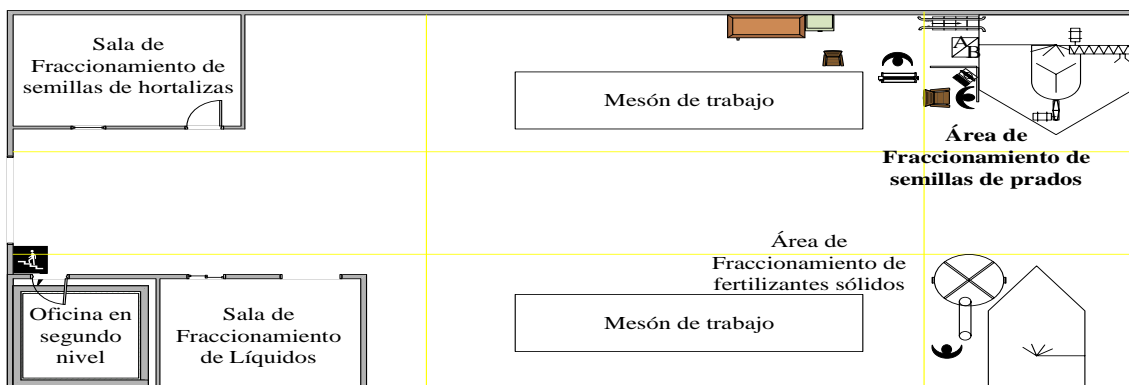 Sala de
Fraccionamiento de
semillas de hortalizas
Mesón de trabajo
A
B
Área de
Fraccionamiento de
semillas de prados
Área de
Fraccionamiento de
fertilizantes sólidos
Oficina en
segundo
nivel
Sala de
Fraccionamiento
de Líquidos
Mesón de trabajo